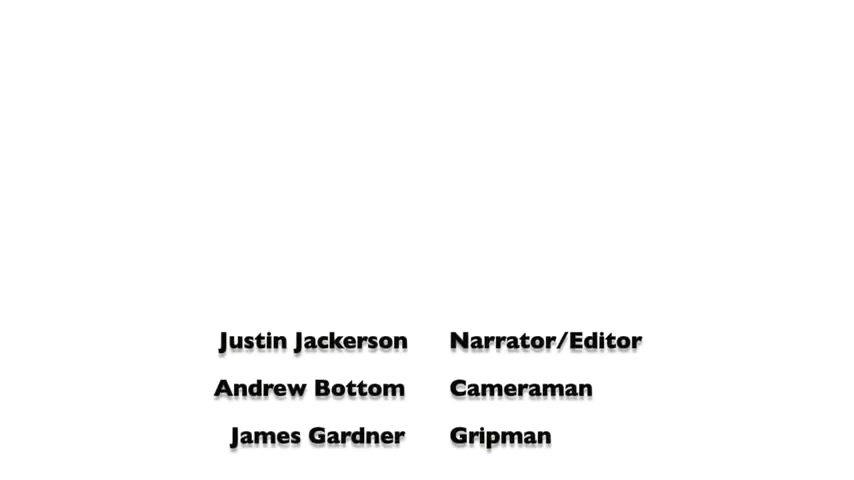 Justin Jackerson Narrator/Editor
Andrew Bottom Cameraman
James Gardner Gripman